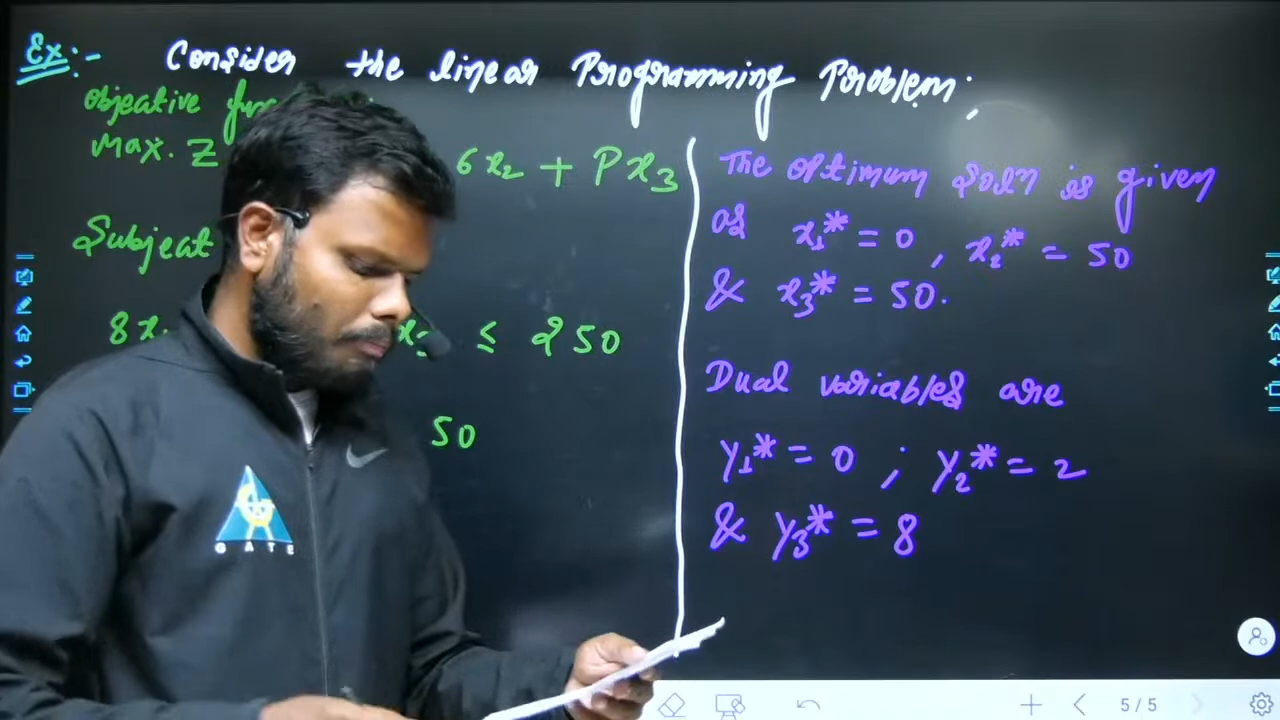 Ex:- Consider the linear Programming Problem.
Objective
Max. Z 6x₂ + Px₃
Subject
8x ≤ 250
50
The optimum Soln is given
as x₁* = 0 , x₂* = 50
& x₃* = 50.
Dual variables are
y₁* = 0 ; y₂* = 2
& y₃* = 8
GATE
5/5